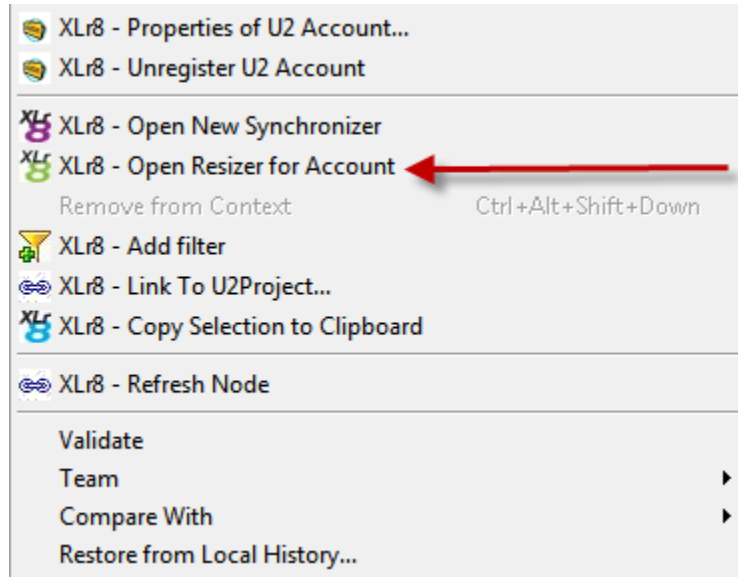 XLr8 - Properties of U2 Account...
XLr8 - Unregister U2 Account
XLr8 - Open New Synchronizer
XLr8 - Open Resizer for Account
Remove from Context Ctrl+Alt+Shift+Down
XLr8 - Add filter
XLr8 - Link To U2Project...
XLr8 - Copy Selection to Clipboard
XLr8 - Refresh Node
Validate
Team
Compare With
Restore from Local History...